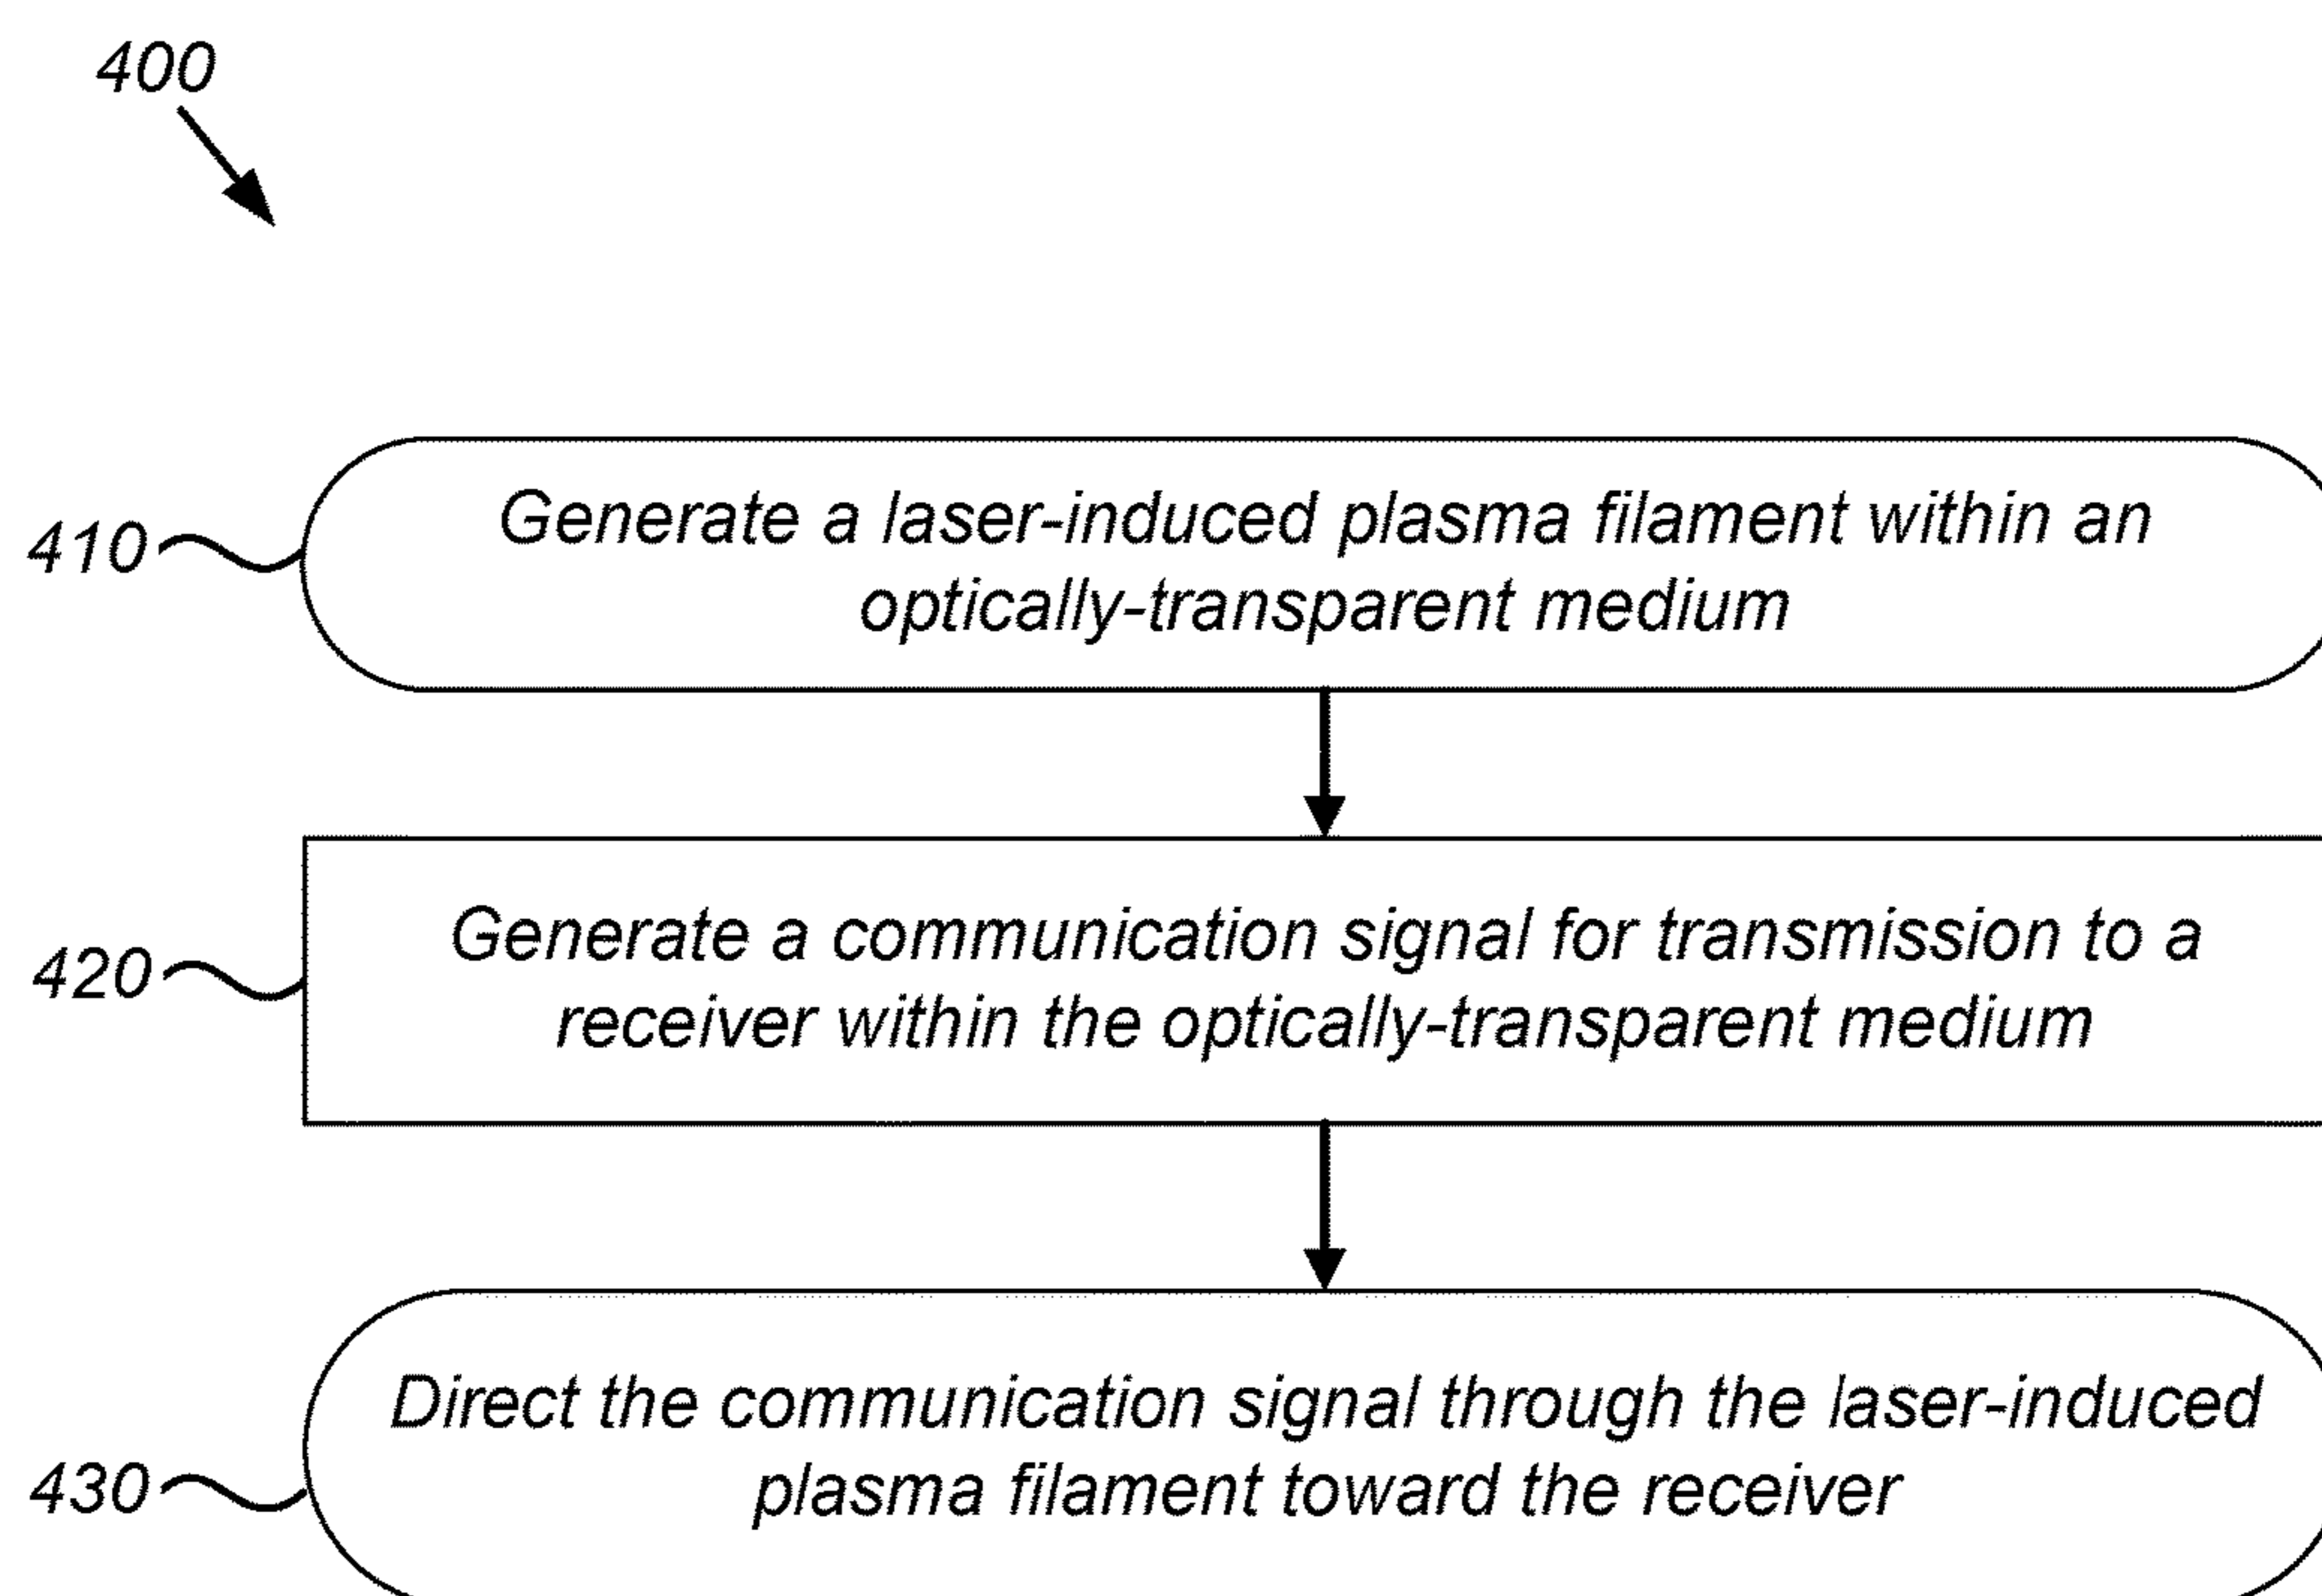 400
410
Generate a laser-induced plasma filament within an
optically-transparent medium
420
Generate a communication signal for transmission to a
receiver within the optically-transparent medium
430
Direct the communication signal through the laser-induced
plasma filament toward the receiver